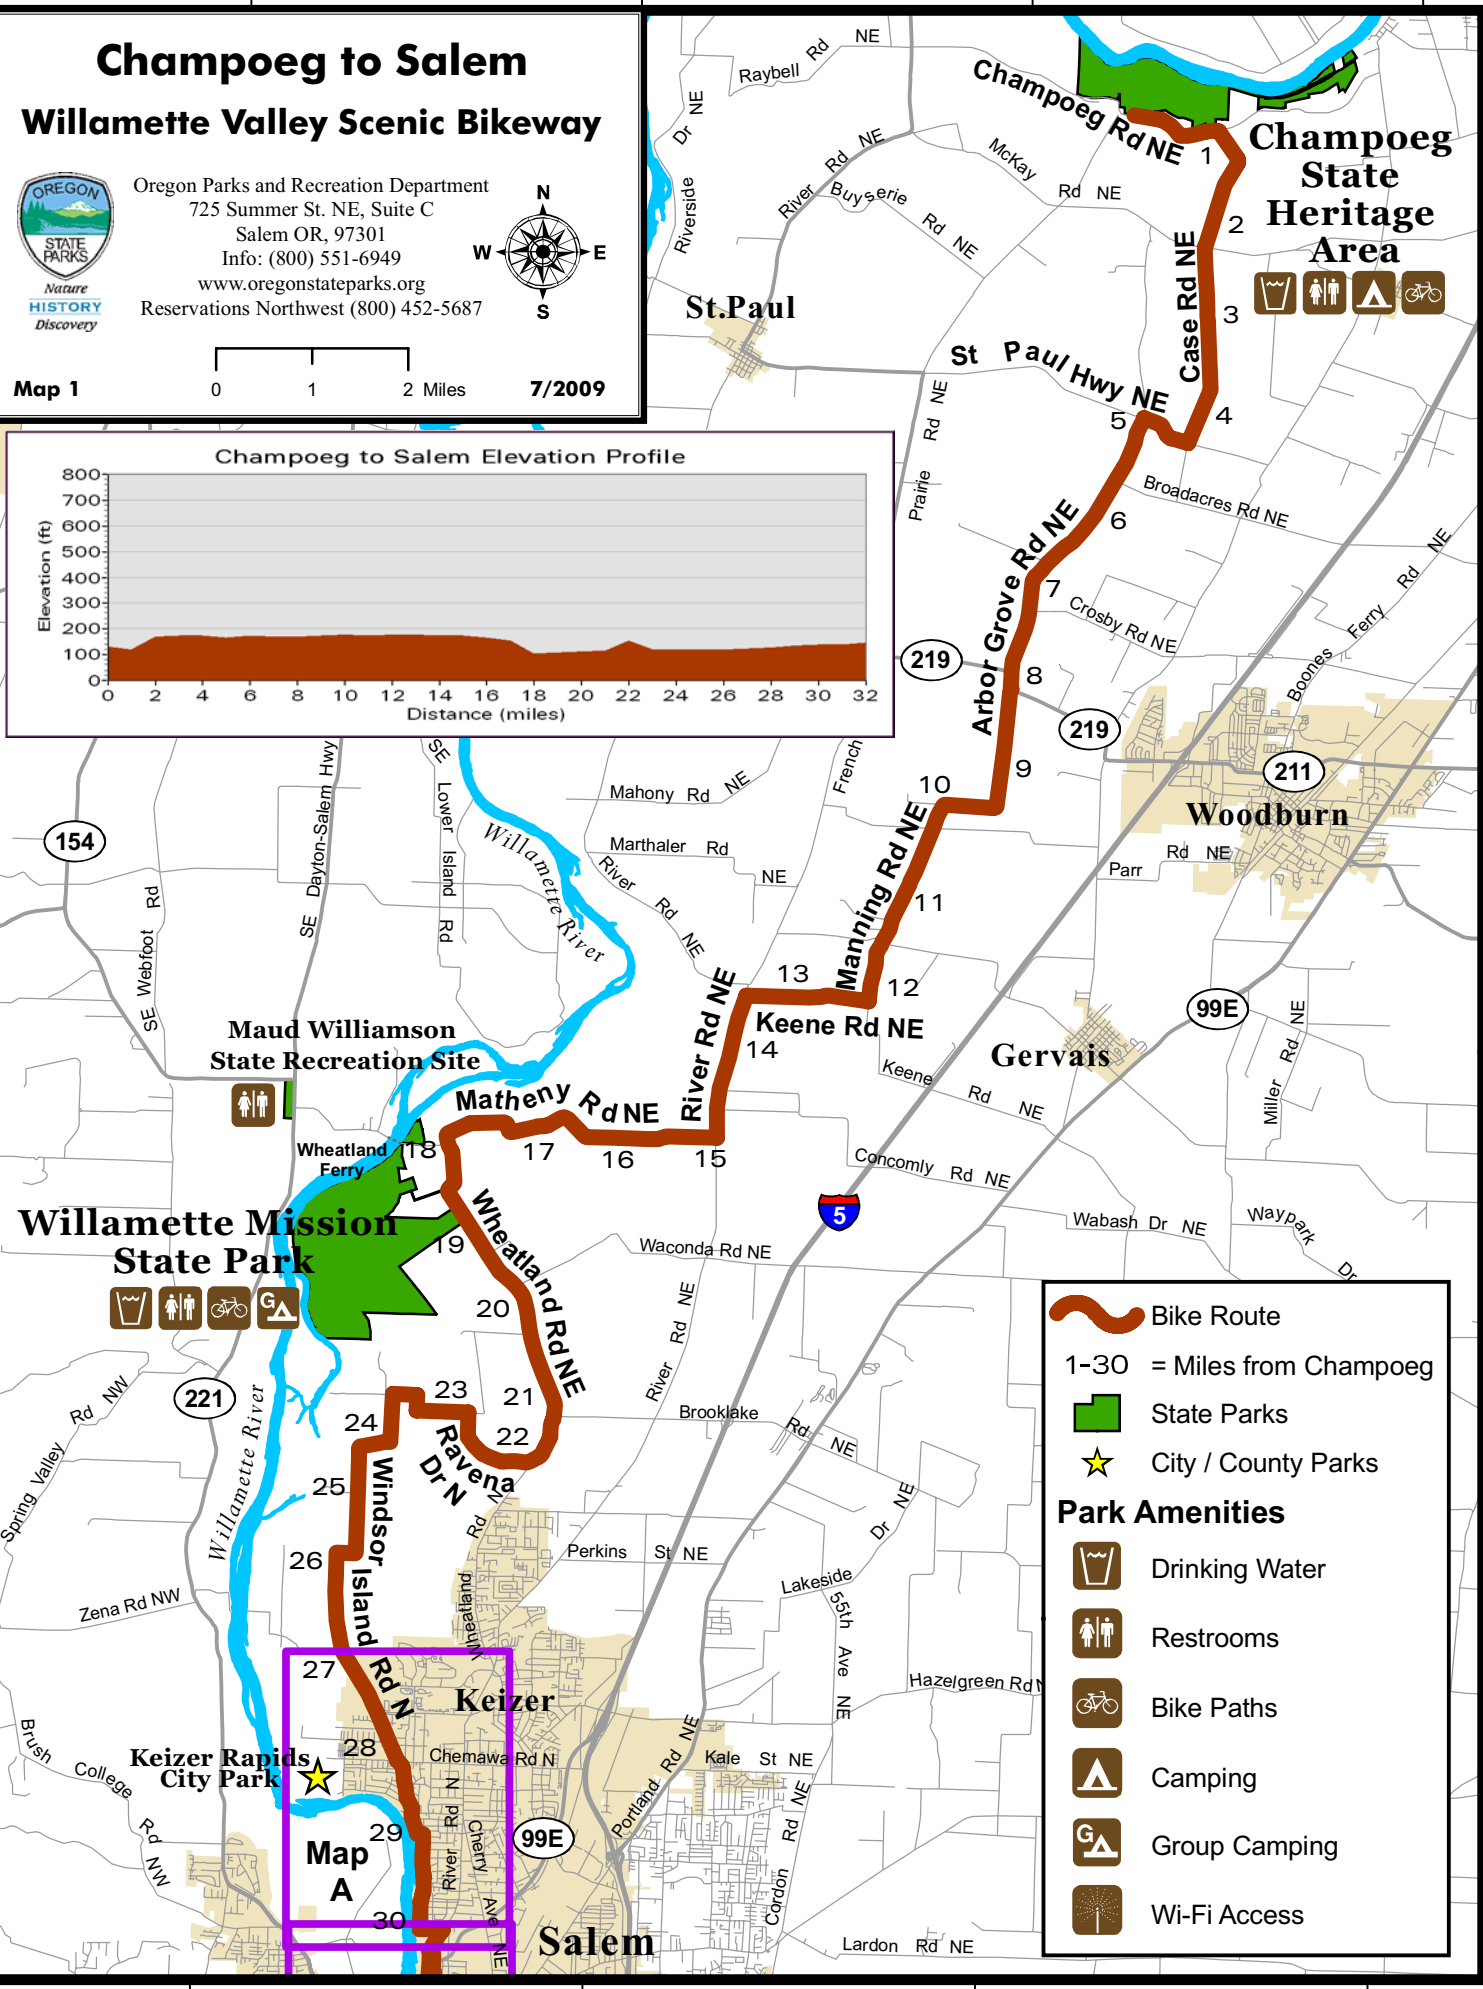 Champoeg to Salem
Willamette Valley Scenic Bikeway
OREGON
STATE
PARKS
Nature
HISTORY
Discovery
Oregon Parks and Recreation Department
725 Summer St. NE, Suite C
Salem OR, 97301
Info: (800) 551-6949
www.oregonstateparks.org
Reservations Northwest (800) 452-5687
N
W
E
S
0 1 2 Miles
Map 1
7/2009
Champoeg to Salem Elevation Profile
Elevation (ft)
800
700
600
500
400
300
200
100
0
0 2 4 6 8 10 12 14 16 18 20 22 24 26 28 30 32
Distance (miles)
Raybell Rd NE
Riverside Dr NE
River Rd NE
Buyserie Rd NE
McKay Rd NE
Champoeg Rd NE
Champoeg
State
Heritage
Area
1
2
3
4
5
6
7
8
9
10
11
12
13
14
15
16
17
18
19
20
21
22
23
24
25
26
27
28
29
30
Case Rd NE
St.Paul
St Paul Hwy NE
Prairie Rd NE
Broadacres Rd NE
Arbor Grove Rd NE
Crosby Rd NE
Boones Ferry Rd NE
219
219
211
Woodburn
Parr Rd NE
French
Mahony Rd NE
Marthaler Rd NE
River Rd NE
Manning Rd NE
Keene Rd NE
River Rd NE
Matheny Rd NE
Keene Rd NE
Gervais
99E
Miller Rd NE
Concomly Rd NE
5
Wabash Dr NE
Waypark Dr
Waconda Rd NE
154
SE Webfoot Rd
SE Dayton-Salem Hwy
SE Lower Island Rd
Willamette River
Maud Williamson
State Recreation Site
Wheatland
Ferry
Willamette Mission
State Park
G
Wheatland Rd NE
River Rd NE
Brooklake Rd NE
221
Spring Valley Rd NW
Willamette River
Ravena
Dr N
Windsor Island Rd N
Wheatland Rd N
Perkins St NE
Lakeside Dr NE
55th Ave NE
Zena Rd NW
Hazelgreen Rd N
Keizer
Chemawa Rd N
River Rd N
Cherry Ave NE
Portland Rd NE
Kale St NE
Cordon Rd NE
Brush College Rd NW
Keizer Rapids
City Park
Map
A
99E
Salem
Lardon Rd NE
Bike Route
1-30 = Miles from Champoeg
State Parks
City / County Parks
Park Amenities
Drinking Water
Restrooms
Bike Paths
Camping
G
Group Camping
Wi-Fi Access